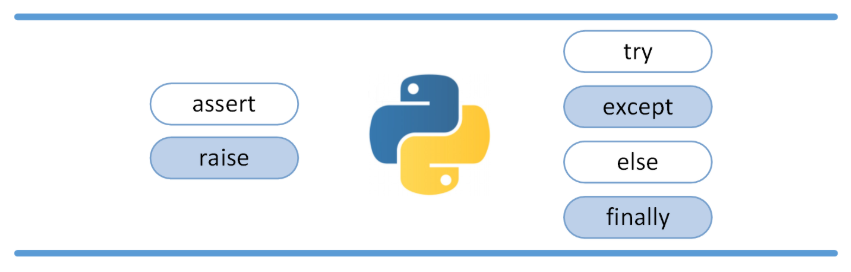 assert
raise
try
except
else
finally